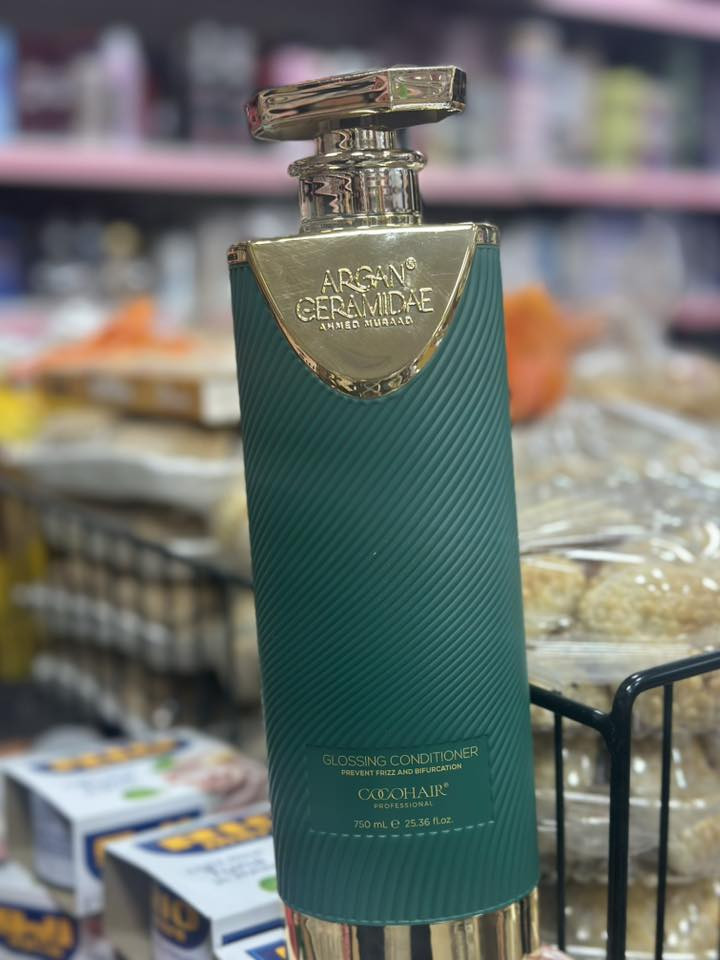 ARGAN®
CERAMIDAE
AHMED MURAAD
GLOSSING CONDITIONER
PREVENT FRIZZ AND BIFURCATION
COCOHAIR®
PROFESSIONAL
750 mL ℮ 25.36 fl.oz.